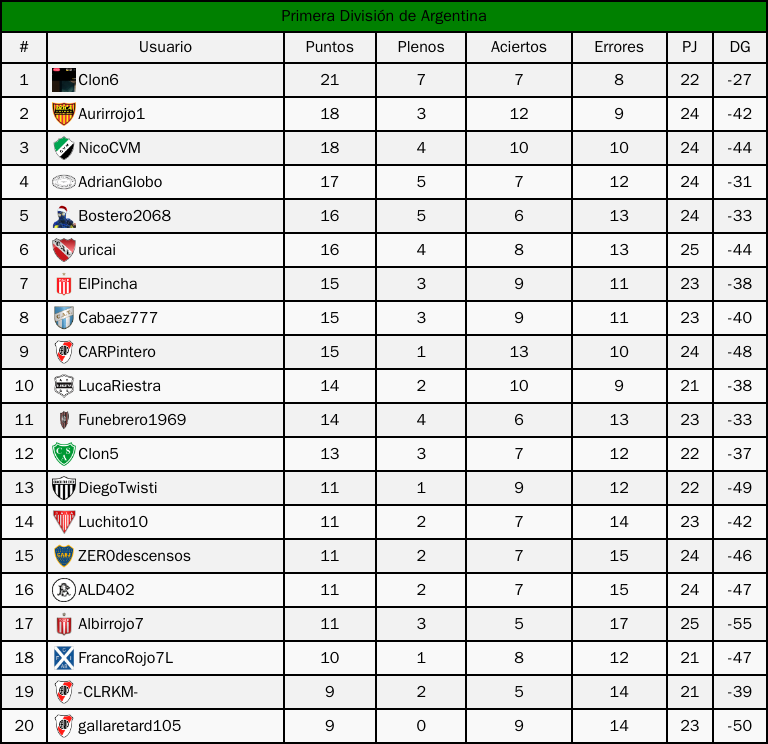 Primera División de Argentina
# Usuario Puntos Plenos Aciertos Errores PJ DG
1 Clon6 21 7 7 8 22 -27
2 Aurirrojo1 18 3 12 9 24 -42
3 NicoCVM 18 4 10 10 24 -44
4 AdrianGlobo 17 5 7 12 24 -31
5 Bostero2068 16 5 6 13 24 -33
6 uricai 16 4 8 13 25 -44
7 ElPincha 15 3 9 11 23 -38
8 Cabaez777 15 3 9 11 23 -40
9 CARPintero 15 1 13 10 24 -48
10 LucaRiestra 14 2 10 9 21 -38
11 Funebrero1969 14 4 6 13 23 -33
12 Clon5 13 3 7 12 22 -37
13 DiegoTwisti 11 1 9 12 22 -49
14 Luchito10 11 2 7 14 23 -42
15 ZER0descensos 11 2 7 15 24 -46
16 ALD402 11 2 7 15 24 -47
17 Albirrojo7 11 3 5 17 25 -55
18 FrancoRojo7L 10 1 8 12 21 -47
19 -CLRKM- 9 2 5 14 21 -39
20 gallaretard105 9 0 9 14 23 -50